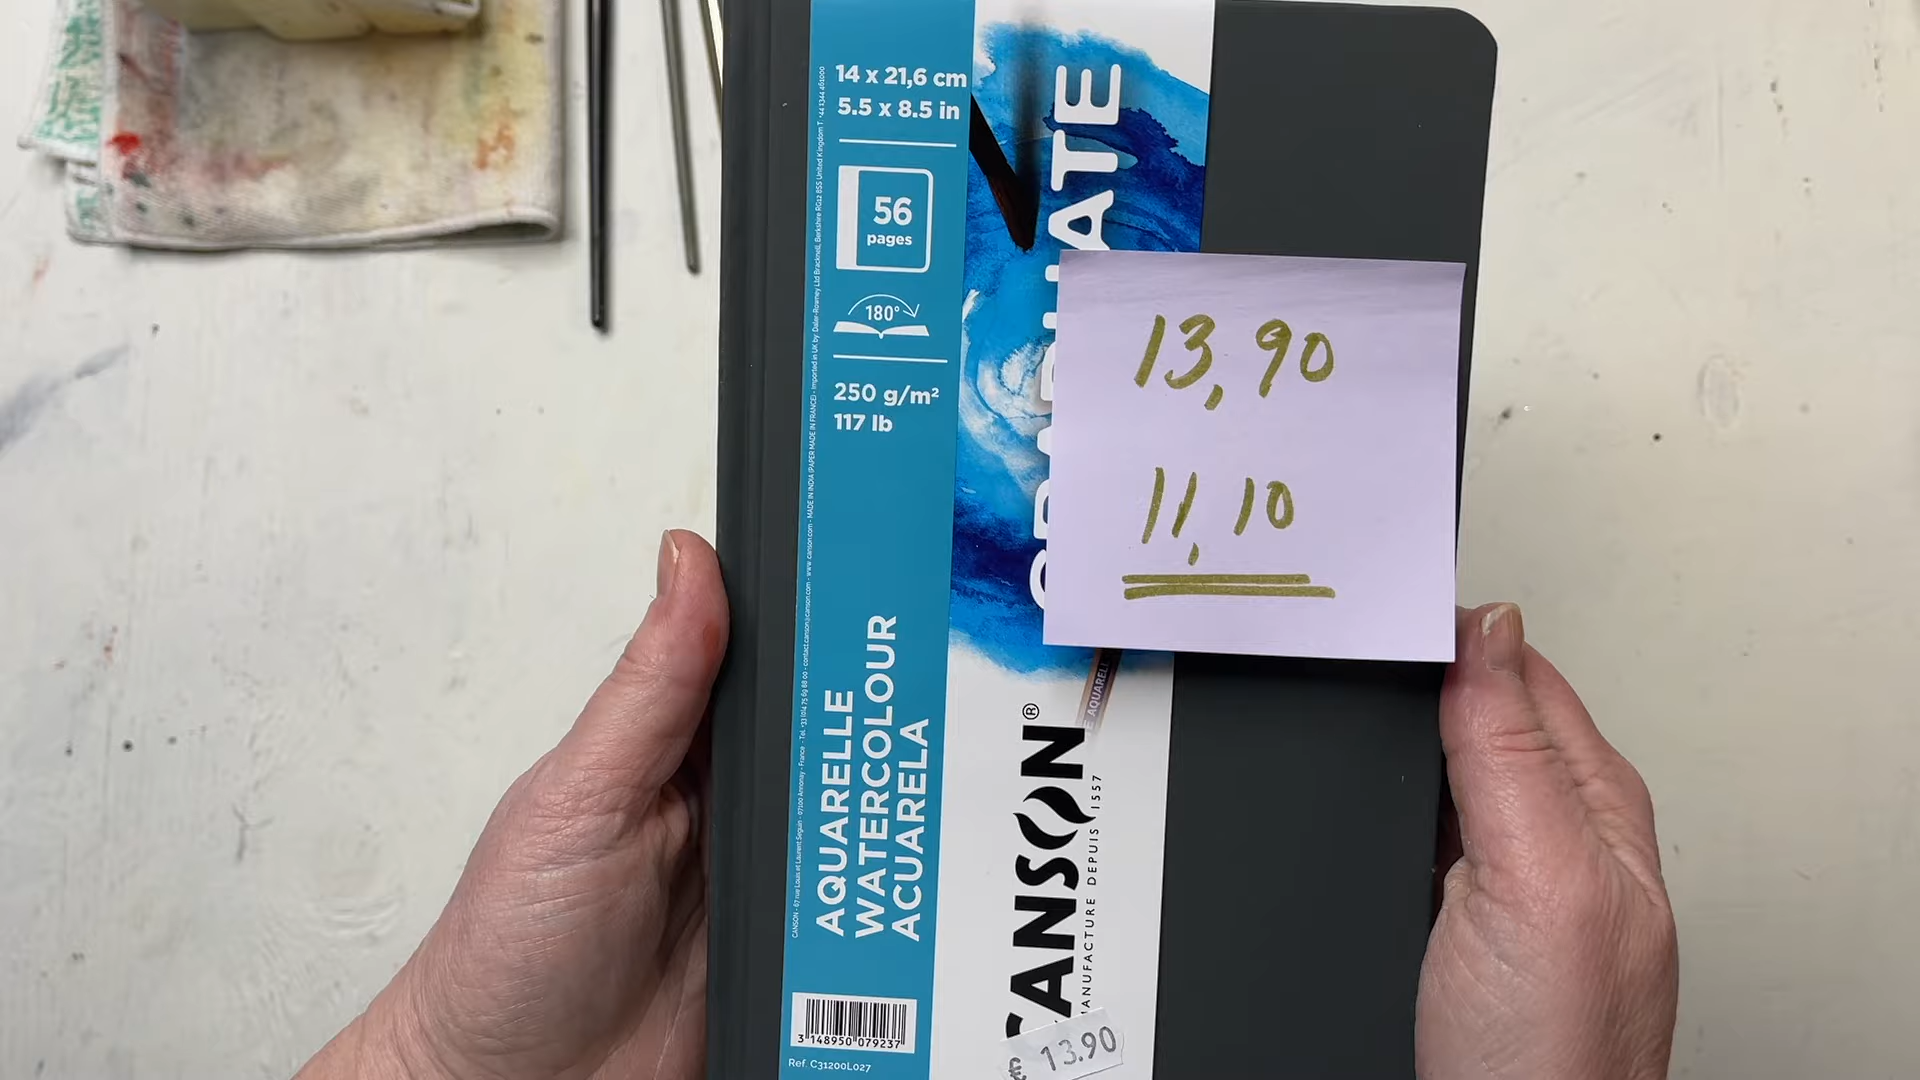 14 x 21,6 cm
5.5 x 8.5 in
56
pages
180°
250 g/m²
117 lb
AQUARELLE
WATERCOLOUR
ACUARELA
3 148950 079237
Ref. C31200L027
13,90
11,10
CANSON®
MANUFACTURE DEPUIS 1557
€ 13.90